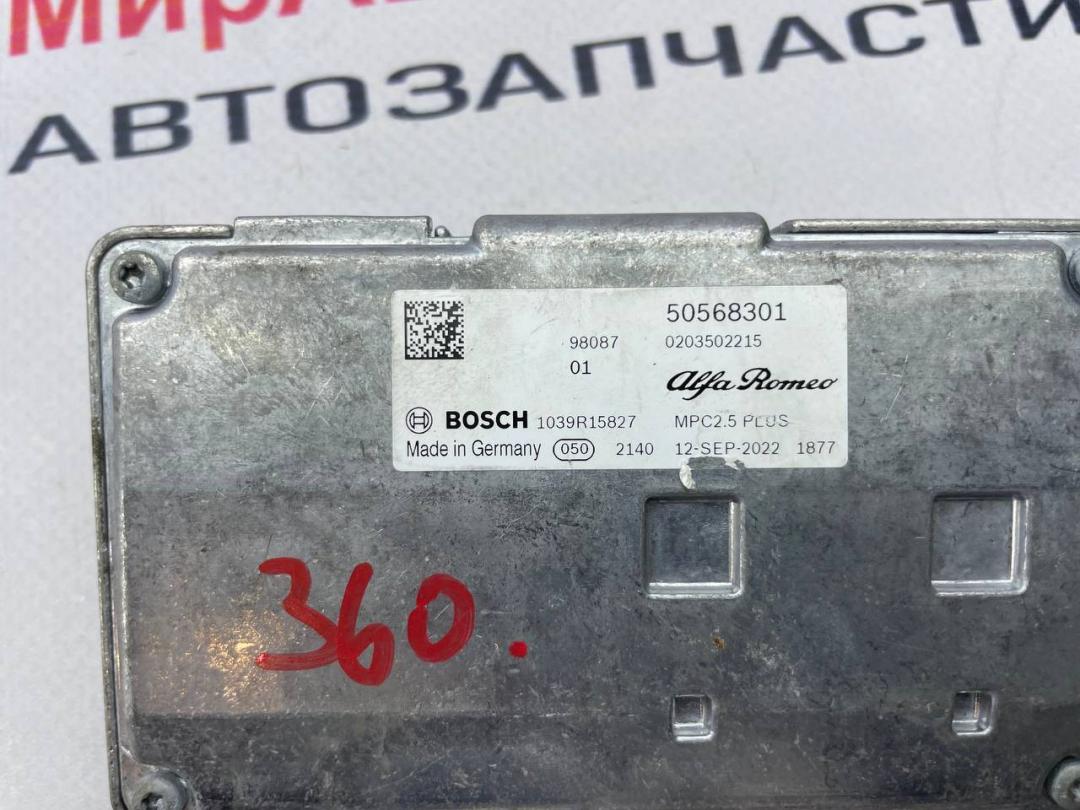 МирАв
АВТОЗАПЧАСТИ
50568301
98087 0203502215
01
Alfa Romeo
BOSCH 1039R15827 MPC2.5 PLUS
Made in Germany 050 2140 12-SEP-2022 1877
360.